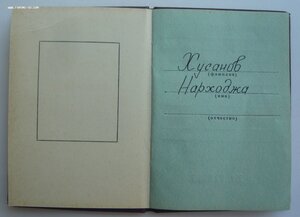 Хусанов
(фамилия)
Нарходжа
(имя)
(отчество)